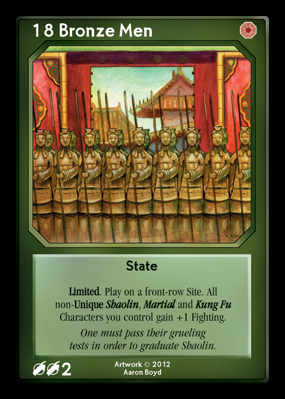 18 Bronze Men
State
Limited. Play on a front-row Site. All
non-Unique Shaolin, Martial and Kung Fu
Characters you control gain +1 Fighting.
One must pass their grueling
tests in order to graduate Shaolin.
2
Artwork © 2012
Aaron Boyd